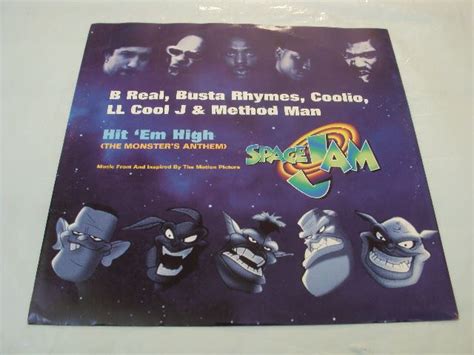 B Real, Busta Rhymes, Coolio,
LL Cool J & Method Man
Hit 'Em High
(THE MONSTER'S ANTHEM)
SPACE JAM
Music From And Inspired By The Motion Picture